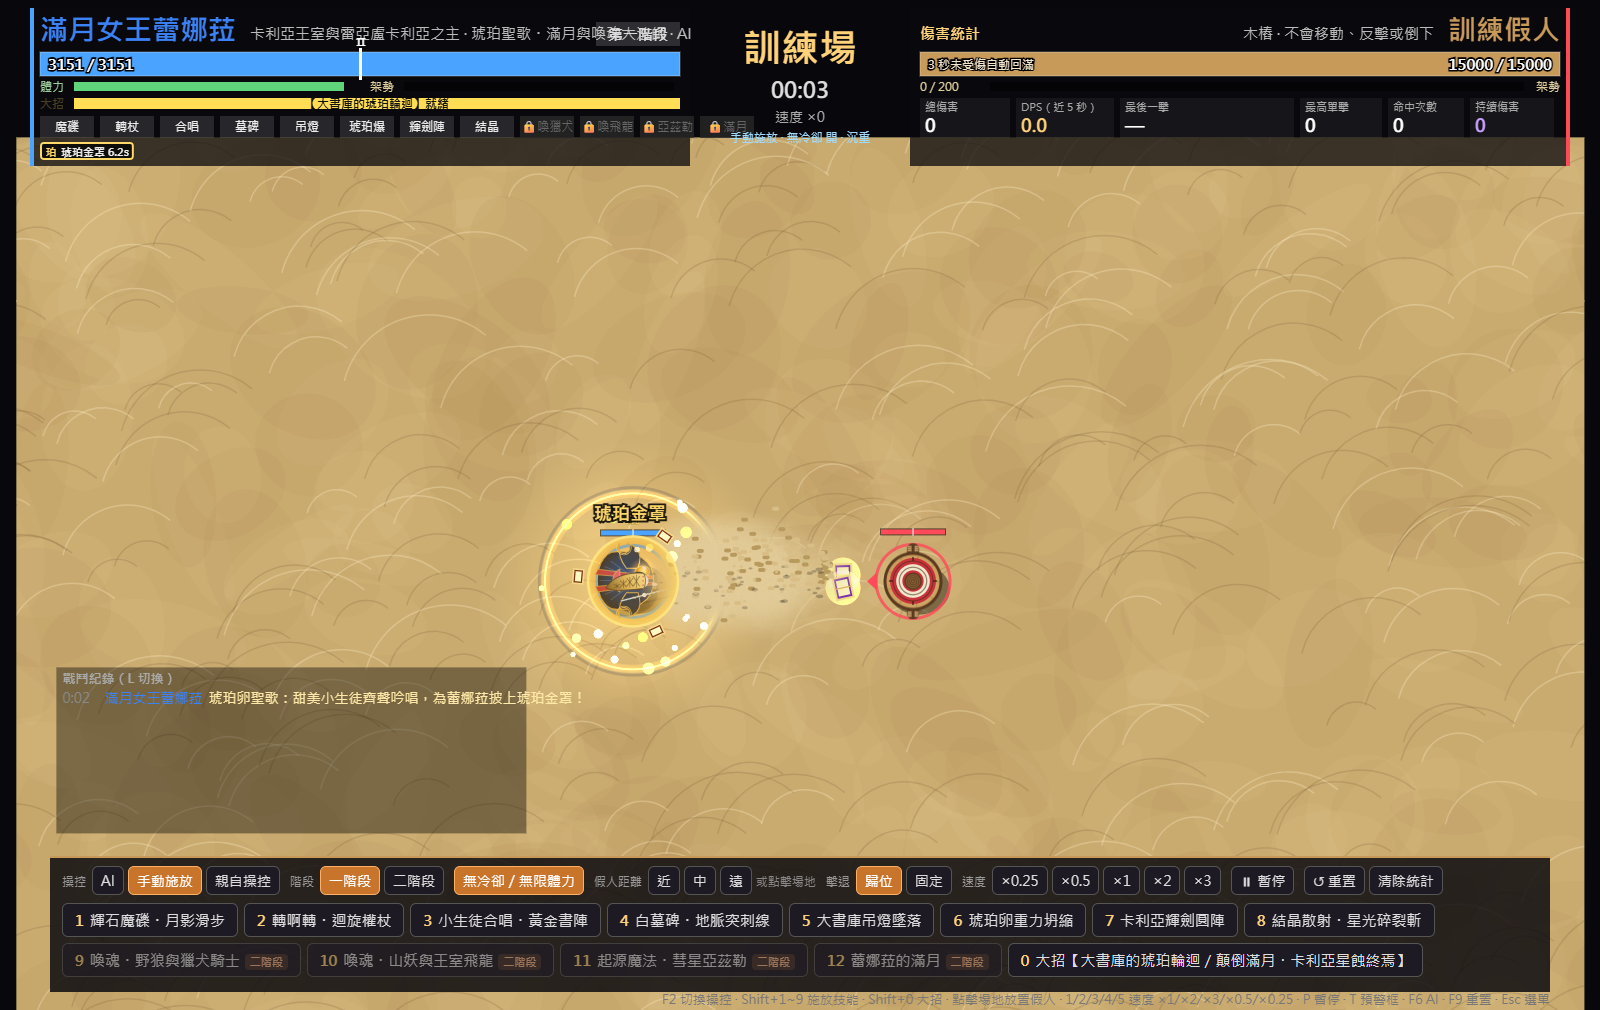 滿月女王蕾娜菈 卡利亞王室與雷亞盧卡利亞之主 · 琥珀聖歌 · 滿月與喚 AI
第一階段
II
3151 / 3151
體力 架勢
大招 【大書庫的琥珀輪迴】就緒
魔礫 轉杖 合唱 墓碑 吊燈 琥珀爆 輝劍陣 結晶 喚獵犬 喚飛龍 亞茲勒 滿月
珀 琥珀金罩 6.2s
訓練場
00:03
速度 ×0
手動施放 · 無冷卻 開 · 沉重
傷害統計 木樁 · 不會移動、反擊或倒下 訓練假人
3 秒未受傷自動回滿 15000 / 15000
0 / 200 架勢
總傷害 DPS ( 近 5 秒 ) 最後一擊 最高單擊 命中次數 持續傷害
0 0.0 — 0 0 0
琥珀金罩
戰鬥紀錄 ( L 切換 )
0:02 滿月女王蕾娜菈 琥珀卵聖歌：甜美小生徒齊聲吟唱，為蕾娜菈披上琥珀金罩！
操控 AI 手動施放 親自操控 階段 一階段 二階段 無冷卻 / 無限體力 假人距離 近 中 遠 或點擊場地 擊退 歸位 固定 速度 ×0.25 ×0.5 ×1 ×2 ×3 ⏸ 暫停 ↺ 重置 清除統計
1 輝石魔礫 · 月影滑步 2 轉啊轉 · 迴旋權杖 3 小生徒合唱 · 黃金書陣 4 白墓碑 · 地脈突刺線 5 大書庫吊燈墜落 6 琥珀卵重力坍縮 7 卡利亞輝劍圓陣 8 結晶散射 · 星光碎裂斬
9 喚魂 · 野狼與獵犬騎士 二階段 10 喚魂 · 山妖與王室飛龍 二階段 11 起源魔法 · 彗星亞茲勒 二階段 12 蕾娜菈的滿月 二階段 0 大招【大書庫的琥珀輪迴 / 顛倒滿月 · 卡利亞星蝕終焉】
F2 切換操控 · Shift+1~9 施放技能 · Shift+0 大招 · 點擊場地放置假人 · 1/2/3/4/5 速度 ×1/×2/×3/×0.5/×0.25 · P 暫停 · T 預警框 · F6 AI · F9 重置 · Esc 選單